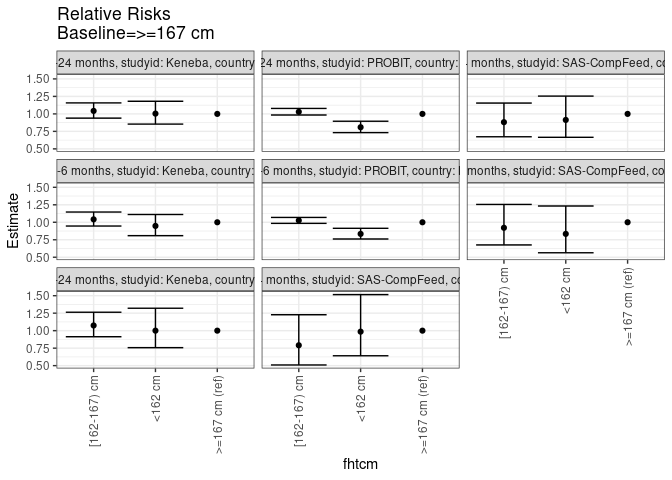 Relative Risks
Baseline=>=167 cm
24 months, studyid: Keneba, country
24 months, studyid: PROBIT, country:
months, studyid: SAS-CompFeed, co
1.50
1.25
1.00
0.75
0.50
-6 months, studyid: Keneba, country:
-6 months, studyid: PROBIT, country:
months, studyid: SAS-CompFeed, co
1.50
1.25
1.00
0.75
0.50
Estimate
-24 months, studyid: Keneba, country
months, studyid: SAS-CompFeed, co
1.50
1.25
1.00
0.75
0.50
[162-167) cm
<162 cm
>=167 cm (ref)
[162-167) cm
<162 cm
>=167 cm (ref)
[162-167) cm
<162 cm
>=167 cm (ref)
fhtcm